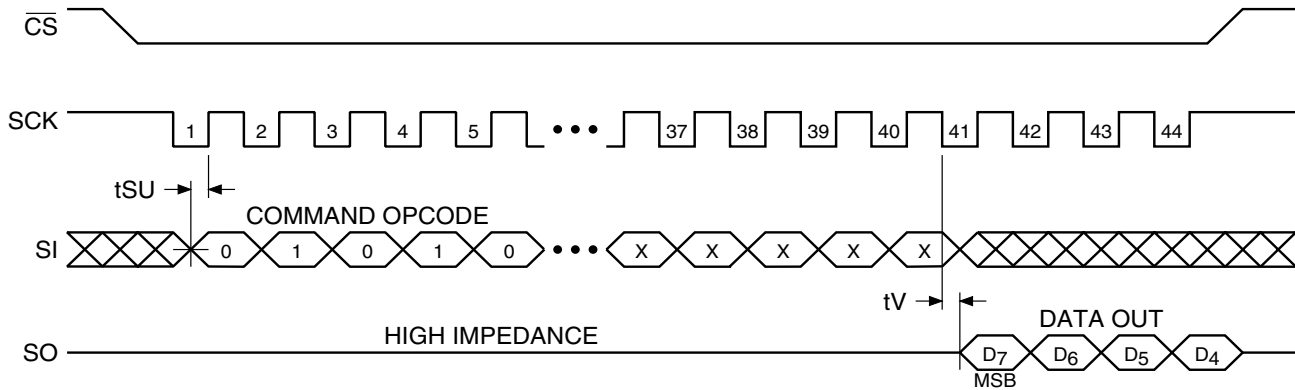 CS
SCK 1 2 3 4 5 ••• 37 38 39 40 41 42 43 44
tSU
COMMAND OPCODE
SI 0 1 0 1 0 ••• X X X X X
tV
HIGH IMPEDANCE
DATA OUT
SO D7 D6 D5 D4
MSB